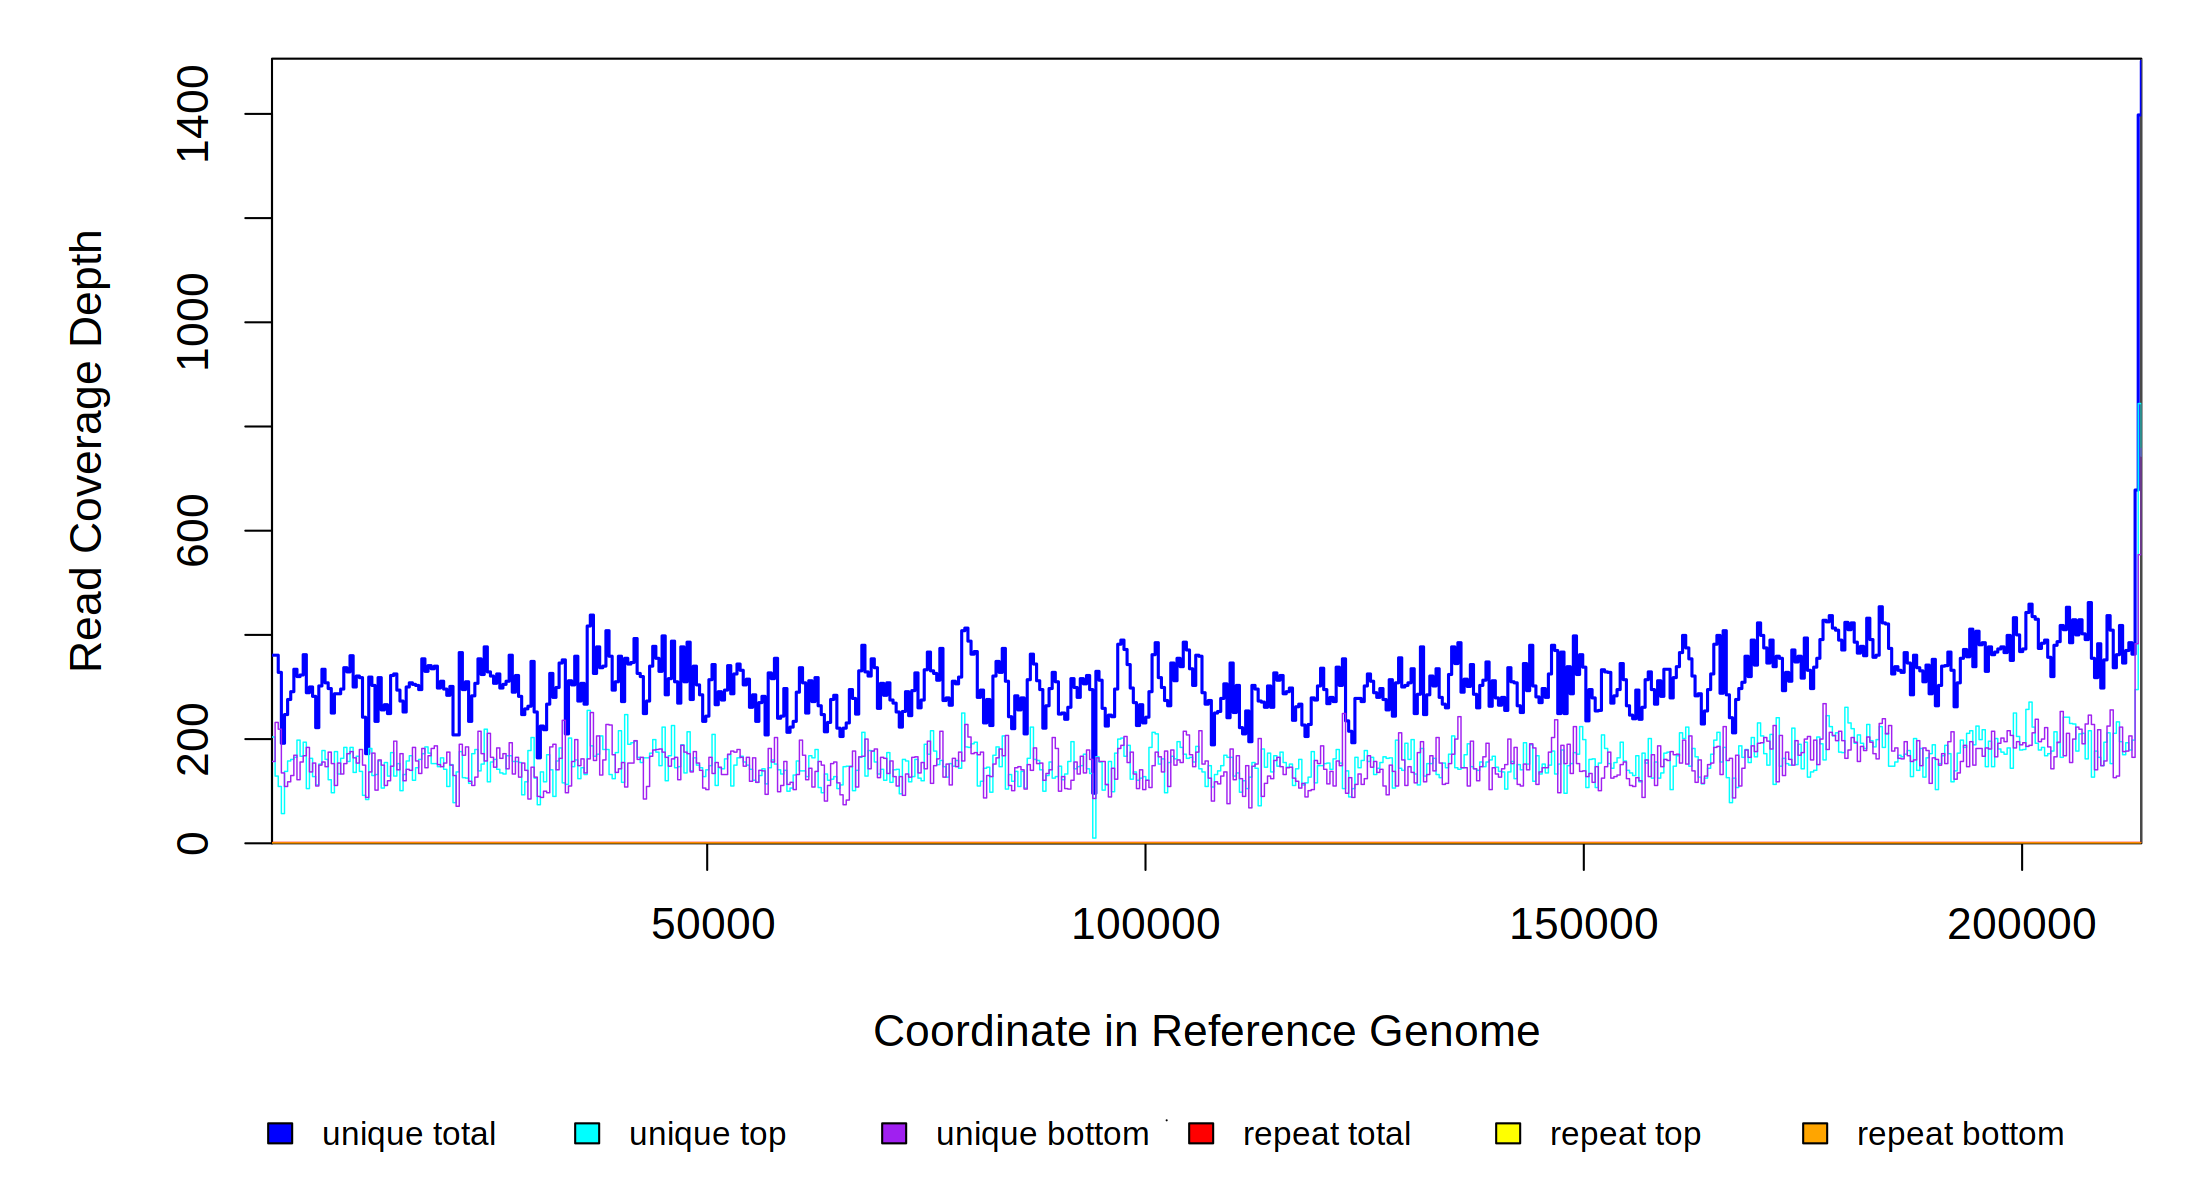 Read Coverage Depth
1400
1000
600
200
0
50000 100000 150000 200000
Coordinate in Reference Genome
unique total unique top unique bottom repeat total repeat top repeat bottom